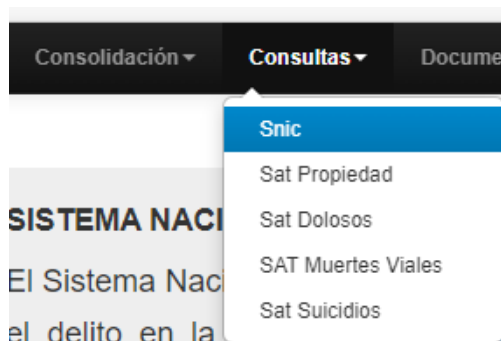 Consolidación Consultas Docume
Snic
Sat Propiedad
SISTEMA NACI Sat Dolosos
El Sistema Naci SAT Muertes Viales
el delito en la Sat Suicidios